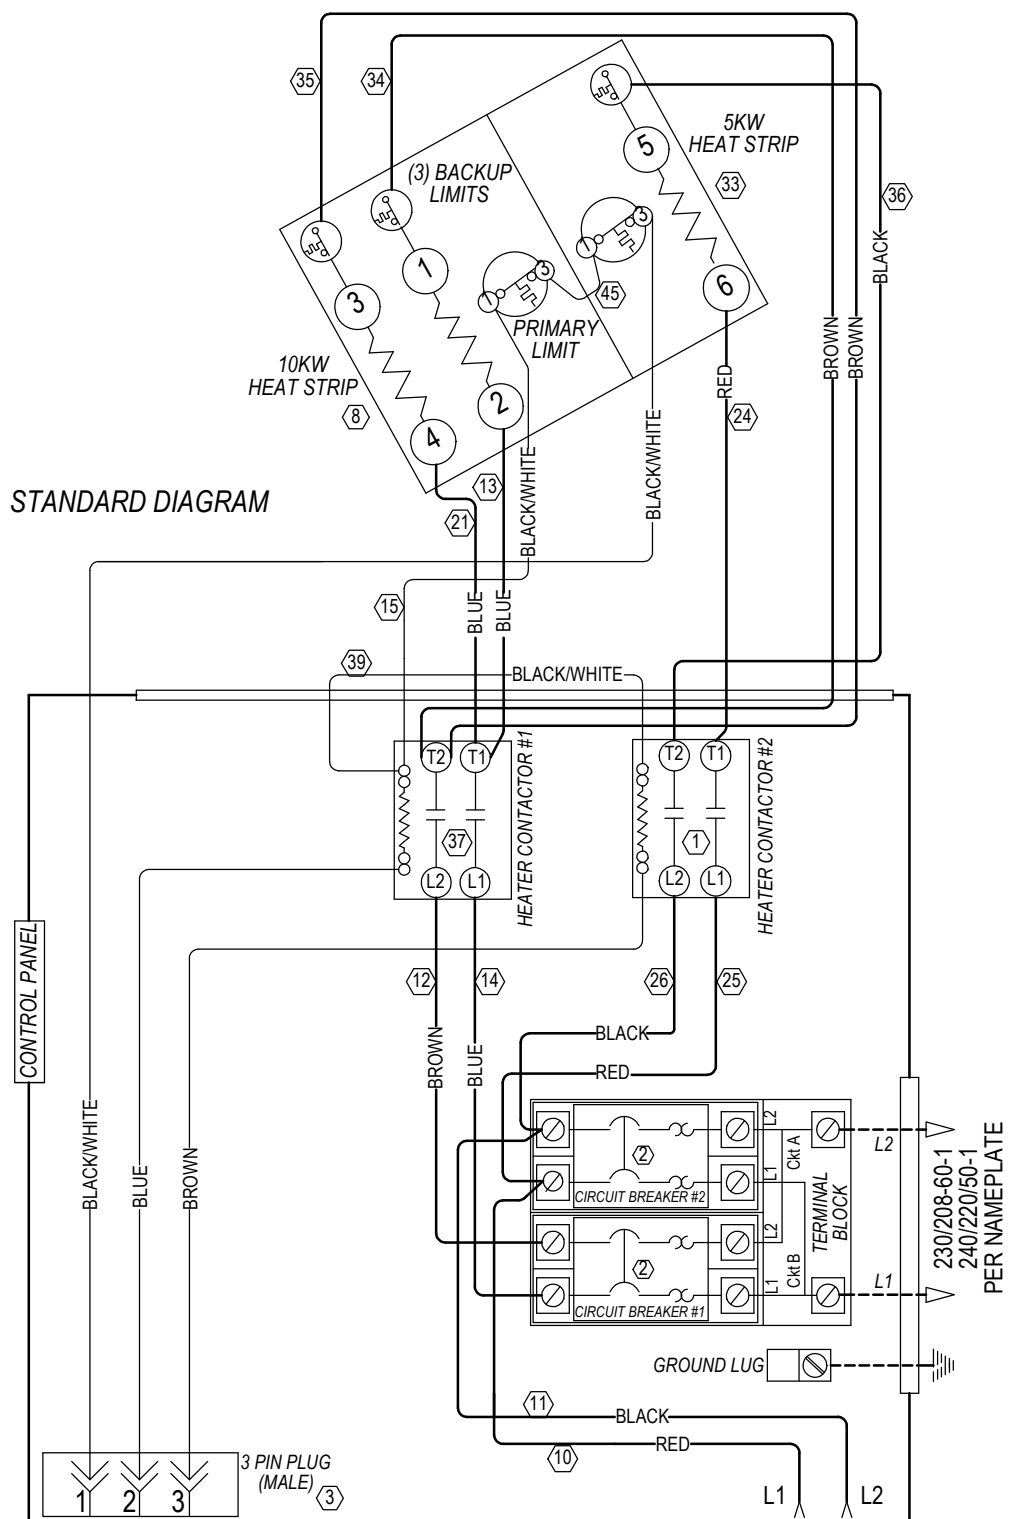 35
34
5KW
HEAT STRIP
33
36
(3) BACKUP
LIMITS
5
3
1
3
1
3
1
45
6
BLACK
PRIMARY
LIMIT
10KW
HEAT STRIP
8
2
4
RED
24
BROWN
BROWN
STANDARD DIAGRAM
13
21
BLACK/WHITE
BLACK/WHITE
15
BLUE
BLUE
39
BLACK/WHITE
T2
T1
HEATER CONTACTOR #1
37
L2
L1
T2
T1
HEATER CONTACTOR #2
1
L2
L1
CONTROL PANEL
12
14
26
25
BROWN
BLUE
BLACK
RED
BLACK/WHITE
BLUE
BROWN
2
CIRCUIT BREAKER #2
L2
Ckt A
L1
TERMINAL
BLOCK
L2
2
CIRCUIT BREAKER #1
L2
Ckt B
L1
L1
230/208-60-1
240/220/50-1
PER NAMEPLATE
GROUND LUG
11
BLACK
RED
10
3 PIN PLUG
(MALE)
3
1 2 3
L1 L2